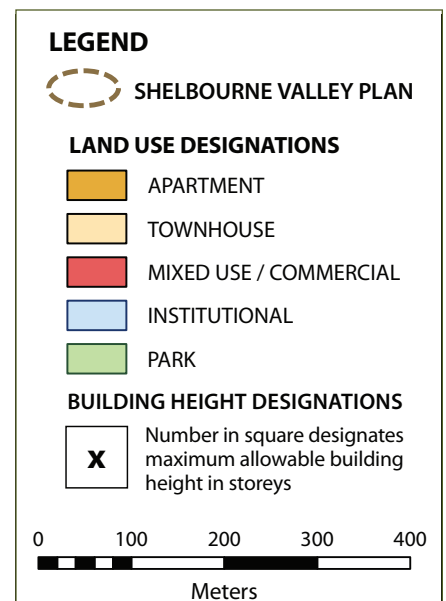 LEGEND
SHELBOURNE VALLEY PLAN
LAND USE DESIGNATIONS
APARTMENT
TOWNHOUSE
MIXED USE / COMMERCIAL
INSTITUTIONAL
PARK
BUILDING HEIGHT DESIGNATIONS
x
Number in square designates
maximum allowable building
height in storeys
0 100 200 300 400
Meters